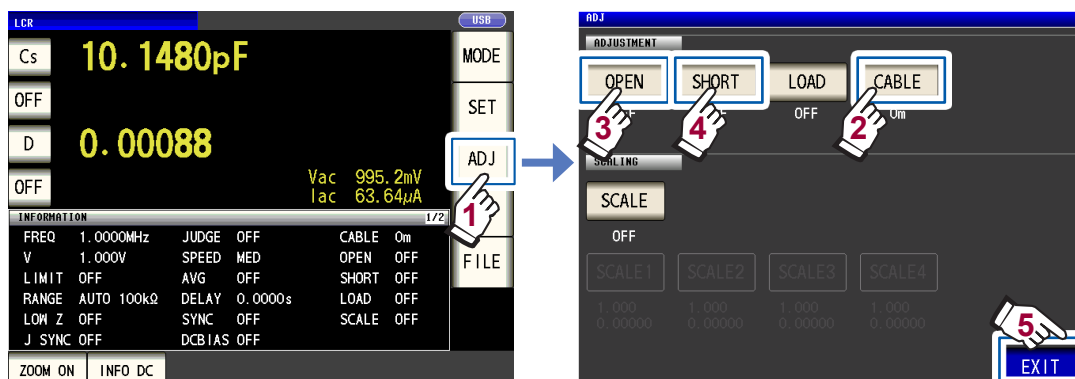 LCR USB
Cs 10.1480pF MODE
OFF SET
D 0.00088 ADJ
OFF Vac 995.2mV
Iac 63.64μA
1
INFORMATION 1/2
FREQ 1.0000MHz JUDGE OFF CABLE 0m
V 1.000V SPEED MED OPEN OFF FILE
LIMIT OFF AVG OFF SHORT OFF
RANGE AUTO 100kΩ DELAY 0.0000s LOAD OFF
LOW Z OFF SYNC OFF SCALE OFF
J SYNC OFF DCBIAS OFF
ZOOM ON INFO DC
ADJ
ADJUSTMENT
OPEN SHORT LOAD CABLE
OFF 0m
3 4 2
SCALING
SCALE
OFF
SCALE1 SCALE2 SCALE3 SCALE4
1.000 1.000 1.000 1.000
0.00000 0.00000 0.00000 0.00000
5
EXIT